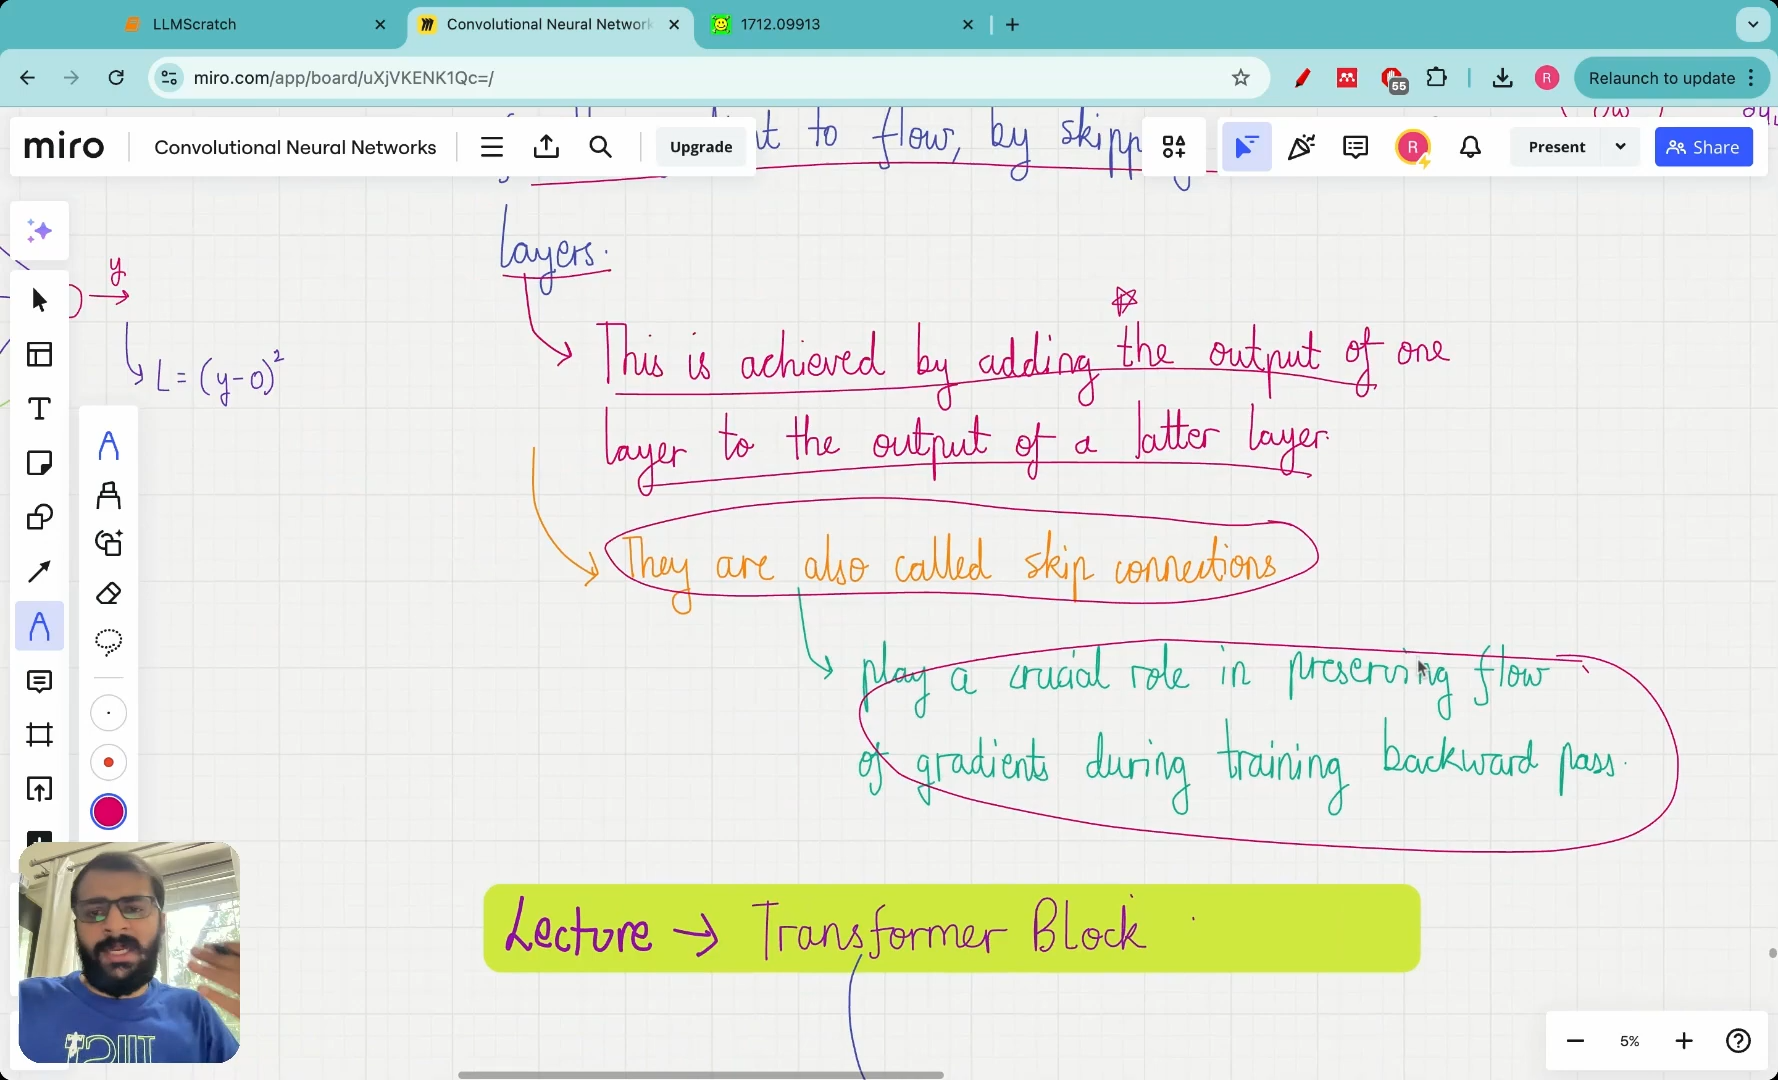 LLMScratch
Convolutional Neural Network
1712.09913
miro.com/app/board/uXjVKENK1Qc=/
55
R
Relaunch to update
t to flow, by skipp
miro
Convolutional Neural Networks
Upgrade
R
Present
Share
layers.
y
L = (y-0)²
This is achieved by adding the output of one
layer to the output of a latter layer.
They are also called skip connections
play a crucial role in preserving flow
of gradients during training backward pass.
Lecture → Transformer Block
5%